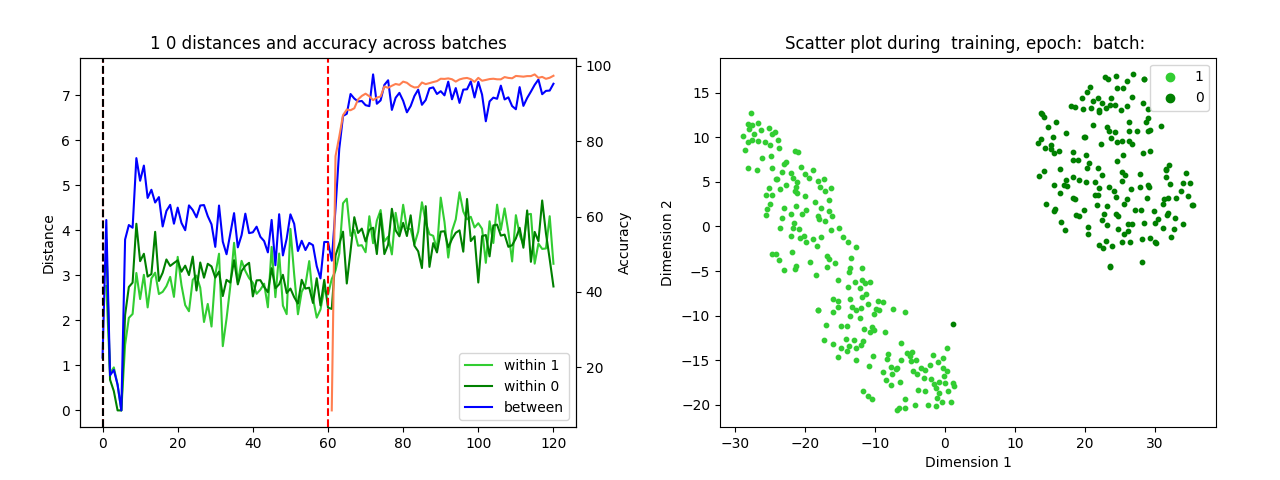 1 0 distances and accuracy across batches
Distance
7
6
5
4
3
2
1
0
0 20 40 60 80 100 120
100
80
60
40
20
Accuracy
within 1
within 0
between
Scatter plot during  training, epoch:  batch:
Dimension 2
15
10
5
0
−5
−10
−15
−20
−30 −20 −10 0 10 20 30
Dimension 1
1
0